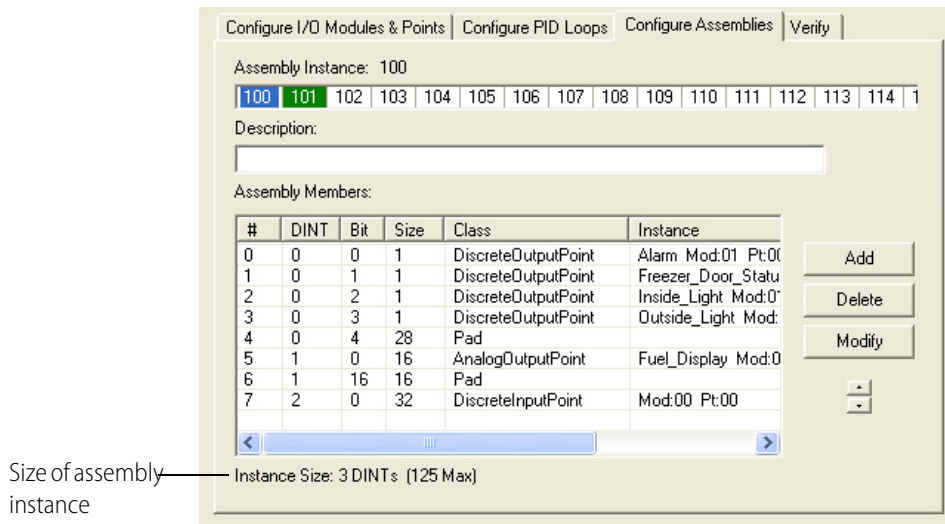 Configure I/O Modules & Points Configure PID Loops Configure Assemblies Verify
Assembly Instance: 100
100 101 102 103 104 105 106 107 108 109 110 111 112 113 114 1
Description:
Assembly Members:
# DINT Bit Size Class Instance
0 0 0 1 DiscreteOutputPoint Alarm Mod:01 Pt:00
1 0 1 1 DiscreteOutputPoint Freezer_Door_Statu
2 0 2 1 DiscreteOutputPoint Inside_Light Mod:0
3 0 3 1 DiscreteOutputPoint Outside_Light Mod:
4 0 4 28 Pad
5 1 0 16 AnalogOutputPoint Fuel_Display Mod:0
6 1 16 16 Pad
7 2 0 32 DiscreteInputPoint Mod:00 Pt:00
Add
Delete
Modify
Instance Size: 3 DINTs (125 Max)
Size of assembly
instance